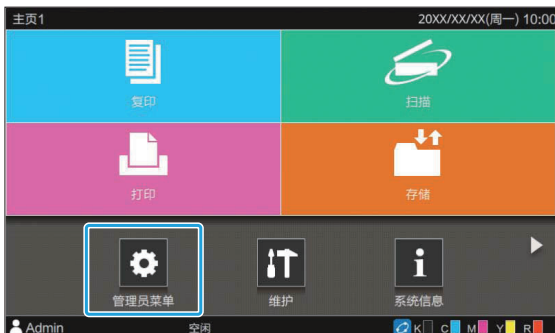 主页1 20XX/XX/XX(周一) 10:00
复印 扫描
打印 存储
管理员菜单 维护 系统信息
Admin 空闲 K C M Y R